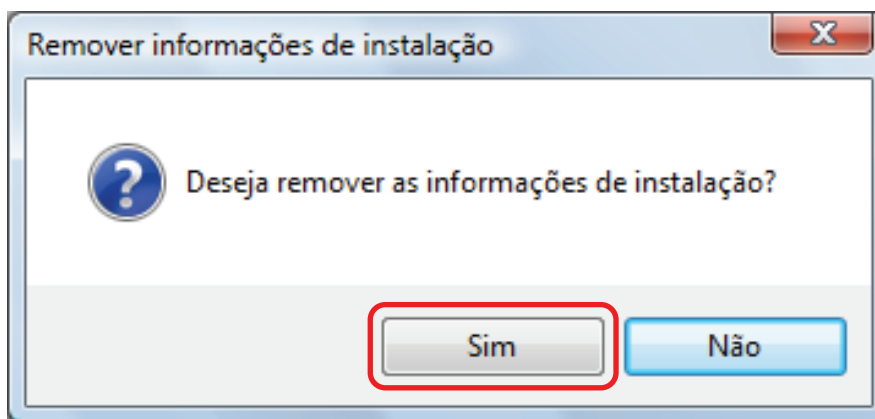 Remover informações de instalação
Deseja remover as informações de instalação?
Sim
Não